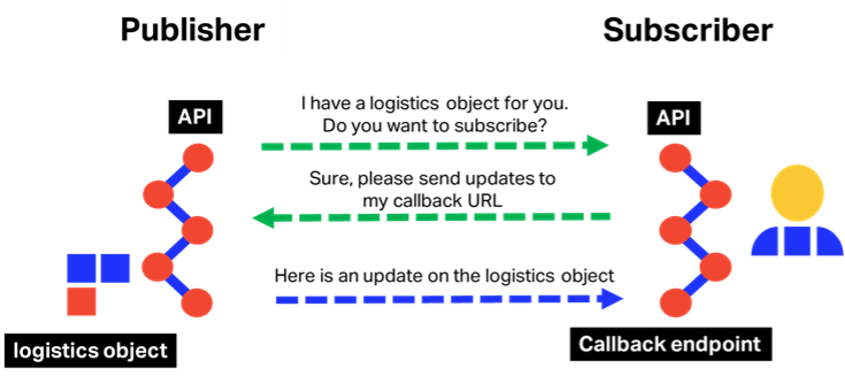 Publisher
Subscriber
API
API
I have a logistics object for you.
Do you want to subscribe?
Sure, please send updates to
my callback URL
Here is an update on the logistics object
logistics object
Callback endpoint